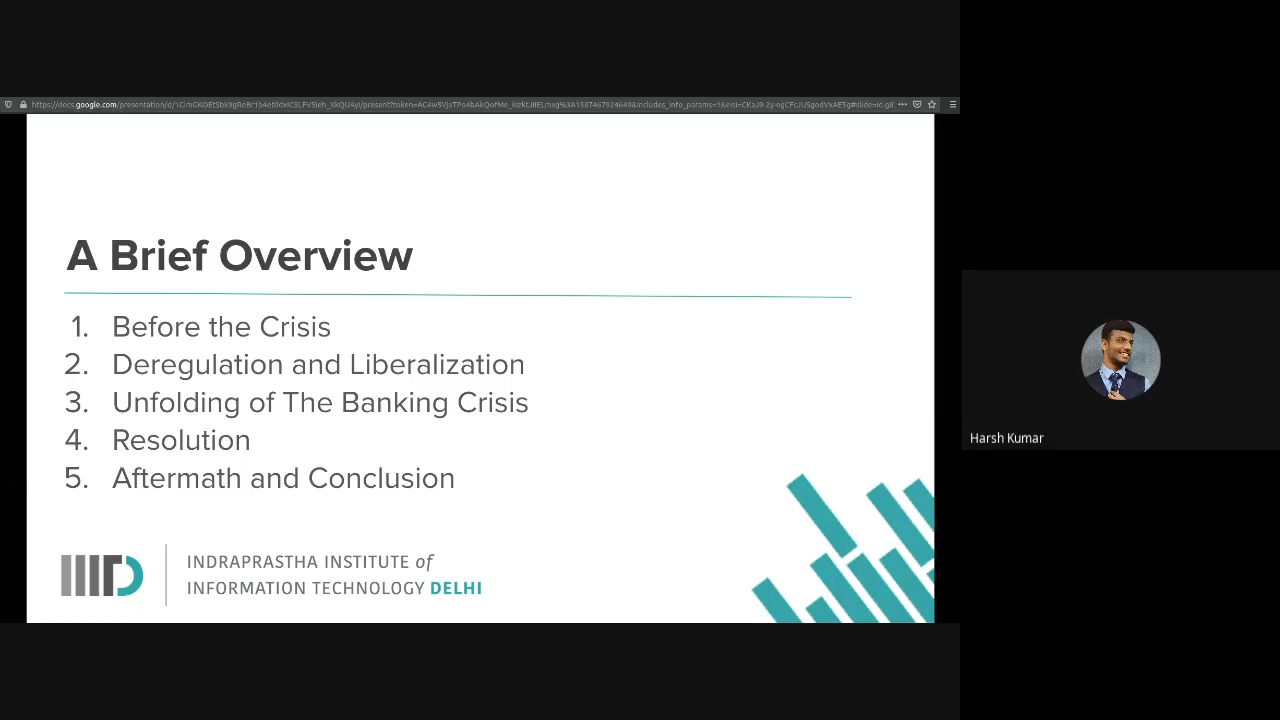 A Brief Overview
1. Before the Crisis
2. Deregulation and Liberalization
3. Unfolding of The Banking Crisis
4. Resolution
5. Aftermath and Conclusion
IIITD
INDRAPRASTHA INSTITUTE of
INFORMATION TECHNOLOGY DELHI
Harsh Kumar